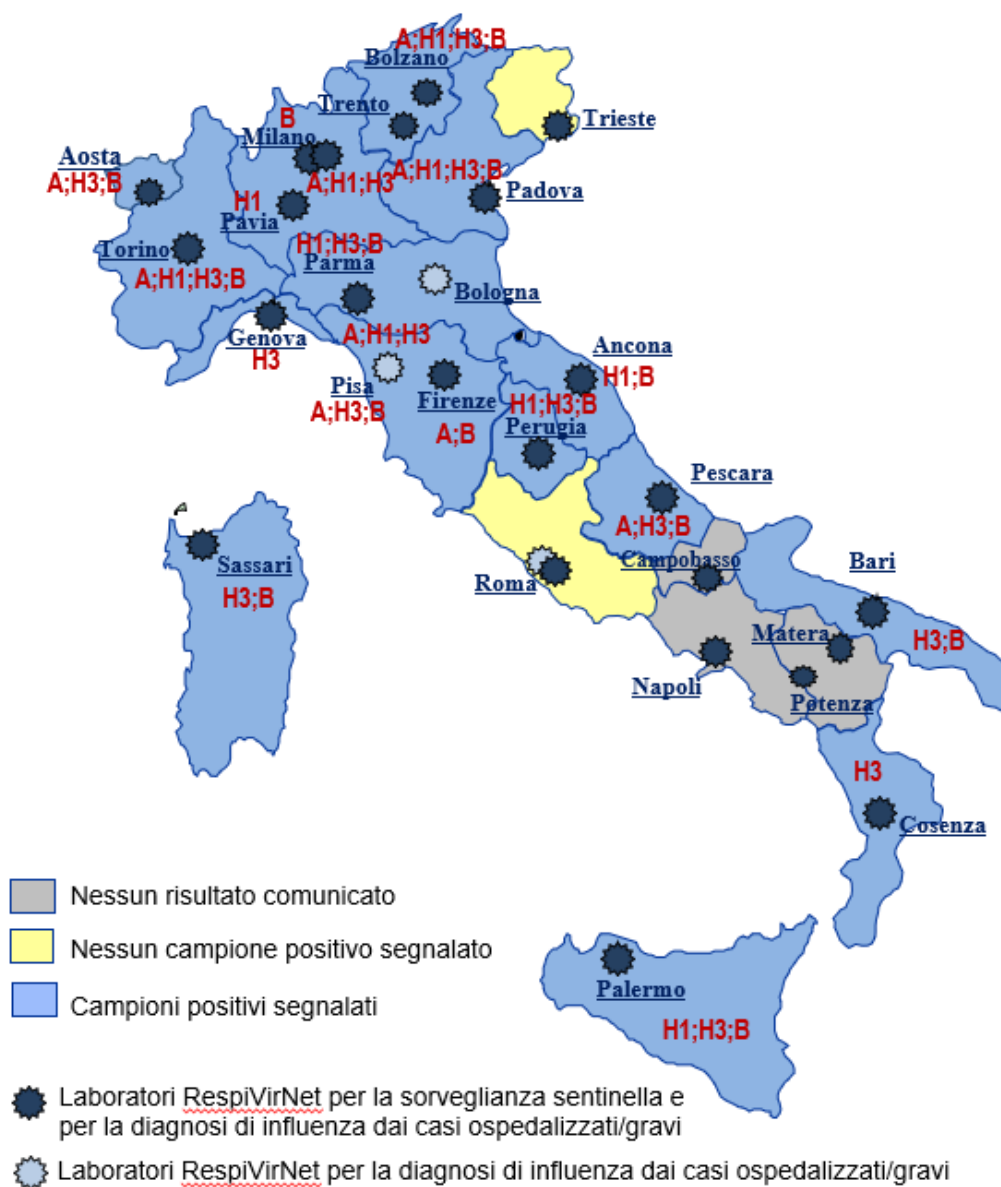 A;H1;H3;B
Bolzano
Trento
B
Milano
A;H1;H3
Trieste
Aosta
A;H3;B
A;H1;H3;B
Padova
H1
Pavia
Torino
A;H1;H3;B
H1;H3;B
Parma
Bologna
Genova
H3
A;H1;H3
Pisa
A;H3;B
Firenze
A;B
Ancona
H1;B
H1;H3;B
Perugia
Pescara
A;H3;B
Sassari
H3;B
Roma
Campobasso
Bari
H3;B
Matera
Napoli
Potenza
H3
Cosenza
Nessun risultato comunicato
Nessun campione positivo segnalato
Campioni positivi segnalati
Palermo
H1;H3;B
Laboratori RespiVirNet per la sorveglianza sentinella e
per la diagnosi di influenza dai casi ospedalizzati/gravi
Laboratori RespiVirNet per la diagnosi di influenza dai casi ospedalizzati/gravi